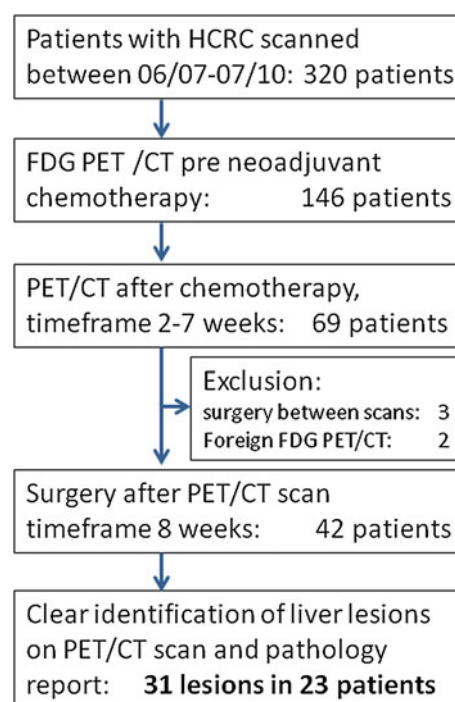 Patients with HCRC scanned
between 06/07-07/10: 320 patients
FDG PET /CT pre neoadjuvant
chemotherapy: 146 patients
PET/CT after chemotherapy,
timeframe 2-7 weeks: 69 patients
Exclusion:
surgery between scans: 3
Foreign FDG PET/CT: 2
Surgery after PET/CT scan
timeframe 8 weeks: 42 patients
Clear identification of liver lesions
on PET/CT scan and pathology
report: 31 lesions in 23 patients